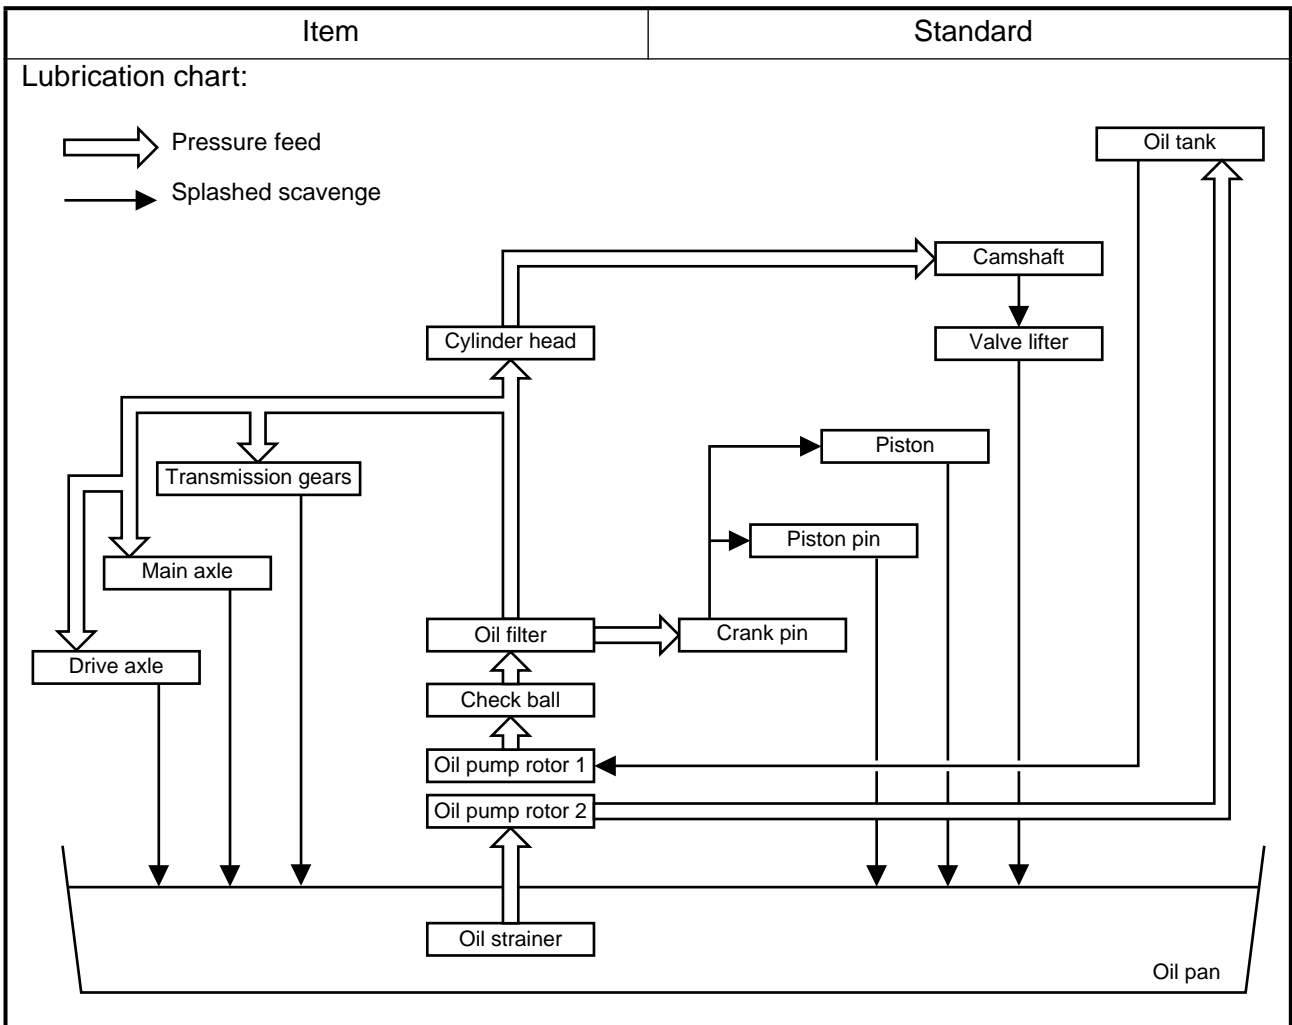 Item
Standard
Lubrication chart:
Pressure feed
Splashed scavenge
Oil tank
Camshaft
Cylinder head
Valve lifter
Piston
Transmission gears
Piston pin
Main axle
Oil filter
Crank pin
Drive axle
Check ball
Oil pump rotor 1
Oil pump rotor 2
Oil strainer
Oil pan